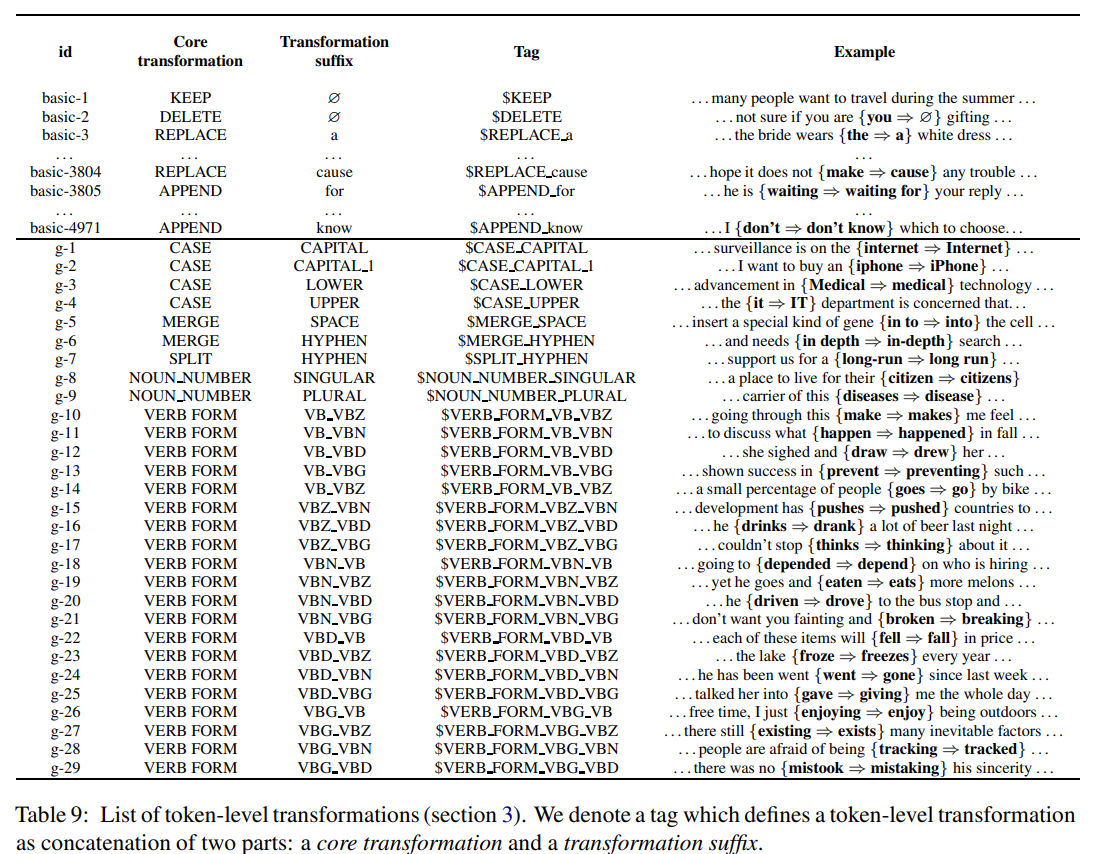 id Core transformation Transformation suffix Tag Example
basic-1 KEEP ∅ $KEEP ...many people want to travel during the summer ...
basic-2 DELETE ∅ $DELETE ...not sure if you are {you ⇒ ∅} gifting ...
basic-3 REPLACE a $REPLACE_a ...the bride wears {the ⇒ a} white dress ...
... ... ... ... ...
basic-3804 REPLACE cause $REPLACE_cause ...hope it does not {make ⇒ cause} any trouble ...
basic-3805 APPEND for $APPEND_for ...he is {waiting ⇒ waiting for} your reply ...
... ... ... ... ...
basic-4971 APPEND know $APPEND_know ...I {don't ⇒ don't know} which to choose...
g-1 CASE CAPITAL $CASE_CAPITAL ...surveillance is on the {internet ⇒ Internet} ...
g-2 CASE CAPITAL_1 $CASE_CAPITAL_1 ...I want to buy an {iphone ⇒ iPhone} ...
g-3 CASE LOWER $CASE_LOWER ...advancement in {Medical ⇒ medical} technology ...
g-4 CASE UPPER $CASE_UPPER ...the {it ⇒ IT} department is concerned that...
g-5 MERGE SPACE $MERGE_SPACE ...insert a special kind of gene {in to ⇒ into} the cell ...
g-6 MERGE HYPHEN $MERGE_HYPHEN ...and needs {in depth ⇒ in-depth} search ...
g-7 SPLIT HYPHEN $SPLIT_HYPHEN ...support us for a {long-run ⇒ long run} ...
g-8 NOUN_NUMBER SINGULAR $NOUN_NUMBER_SINGULAR ...a place to live for their {citizen ⇒ citizens}
g-9 NOUN_NUMBER PLURAL $NOUN_NUMBER_PLURAL ...carrier of this {diseases ⇒ disease} ...
g-10 VERB FORM VB_VBZ $VERB_FORM_VB_VBZ ...going through this {make ⇒ makes} me feel ...
g-11 VERB FORM VB_VBN $VERB_FORM_VB_VBN ...to discuss what {happen ⇒ happened} in fall ...
g-12 VERB FORM VB_VBD $VERB_FORM_VB_VBD ...she sighed and {draw ⇒ drew} her ...
g-13 VERB FORM VB_VBG $VERB_FORM_VB_VBG ...shown success in {prevent ⇒ preventing} such ...
g-14 VERB FORM VB_VBZ $VERB_FORM_VB_VBZ ...a small percentage of people {goes ⇒ go} by bike ...
g-15 VERB FORM VBZ_VBN $VERB_FORM_VBZ_VBN ...development has {pushes ⇒ pushed} countries to ...
g-16 VERB FORM VBZ_VBD $VERB_FORM_VBZ_VBD ...he {drinks ⇒ drank} a lot of beer last night ...
g-17 VERB FORM VBZ_VBG $VERB_FORM_VBZ_VBG ...couldn't stop {thinks ⇒ thinking} about it ...
g-18 VERB FORM VBN_VB $VERB_FORM_VBN_VB ...going to {depended ⇒ depend} on who is hiring ...
g-19 VERB FORM VBN_VBZ $VERB_FORM_VBN_VBZ ...yet he goes and {eaten ⇒ eats} more melons ...
g-20 VERB FORM VBN_VBD $VERB_FORM_VBN_VBD ...he {driven ⇒ drove} to the bus stop and ...
g-21 VERB FORM VBN_VBG $VERB_FORM_VBN_VBG ...don't want you fainting and {broken ⇒ breaking} ...
g-22 VERB FORM VBD_VB $VERB_FORM_VBD_VB ...each of these items will {fell ⇒ fall} in price ...
g-23 VERB FORM VBD_VBZ $VERB_FORM_VBD_VBZ ...the lake {froze ⇒ freezes} every year ...
g-24 VERB FORM VBD_VBN $VERB_FORM_VBD_VBN ...he has been went {went ⇒ gone} since last week ...
g-25 VERB FORM VBD_VBG $VERB_FORM_VBD_VBG ...talked her into {gave ⇒ giving} me the whole day ...
g-26 VERB FORM VBG_VB $VERB_FORM_VBG_VB ...free time, I just {enjoying ⇒ enjoy} being outdoors ...
g-27 VERB FORM VBG_VBZ $VERB_FORM_VBG_VBZ ...there still {existing ⇒ exists} many inevitable factors ...
g-28 VERB FORM VBG_VBN $VERB_FORM_VBG_VBN ...people are afraid of being {tracking ⇒ tracked} ...
g-29 VERB FORM VBG_VBD $VERB_FORM_VBG_VBD ...there was no {mistook ⇒ mistaking} his sincerity ...
Table 9: List of token-level transformations (section 3). We denote a tag which defines a token-level transformation
as concatenation of two parts: a core transformation and a transformation suffix.